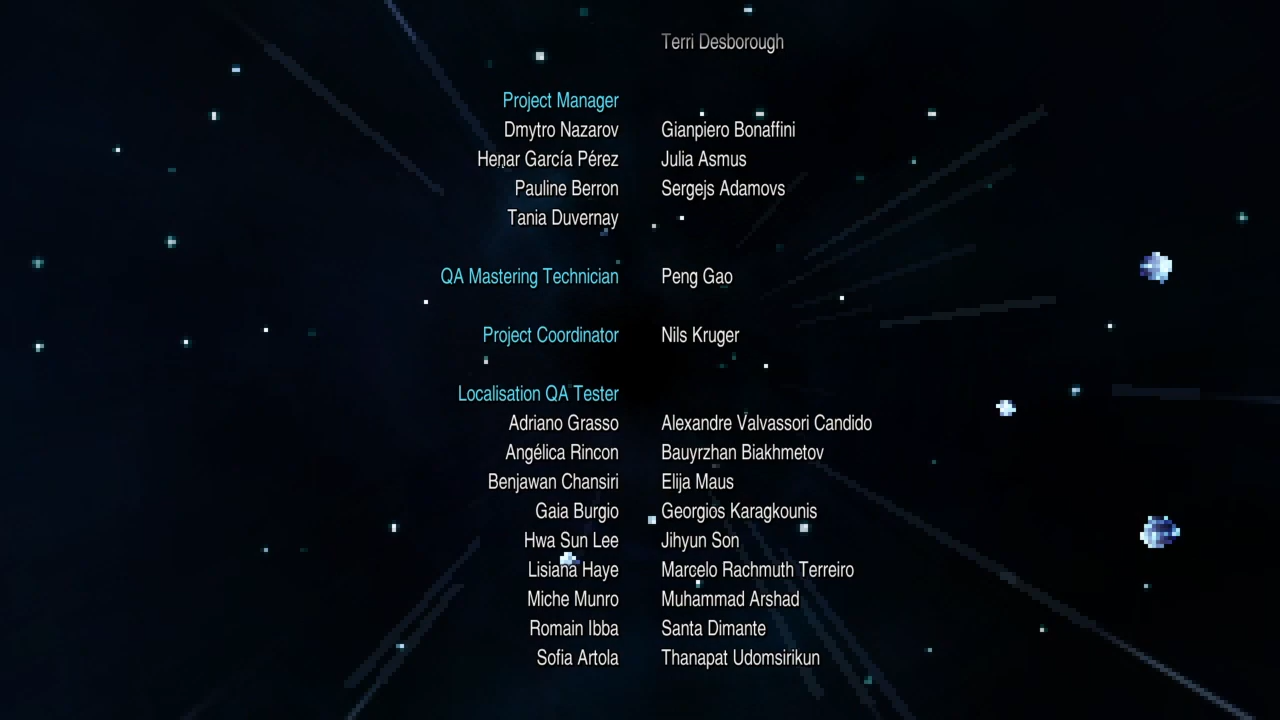 Terri Desborough
Project Manager
Dmytro Nazarov Gianpiero Bonaffini
Henar García Pérez Julia Asmus
Pauline Berron Sergejs Adamovs
Tania Duvernay
QA Mastering Technician Peng Gao
Project Coordinator Nils Kruger
Localisation QA Tester
Adriano Grasso Alexandre Valvassori Candido
Angélica Rincon Bauyrzhan Biakhmetov
Benjawan Chansiri Elija Maus
Gaia Burgio Georgios Karagkounis
Hwa Sun Lee Jihyun Son
Lisiana Haye Marcelo Rachmuth Terreiro
Miche Munro Muhammad Arshad
Romain Ibba Santa Dimante
Sofia Artola Thanapat Udomsirikun